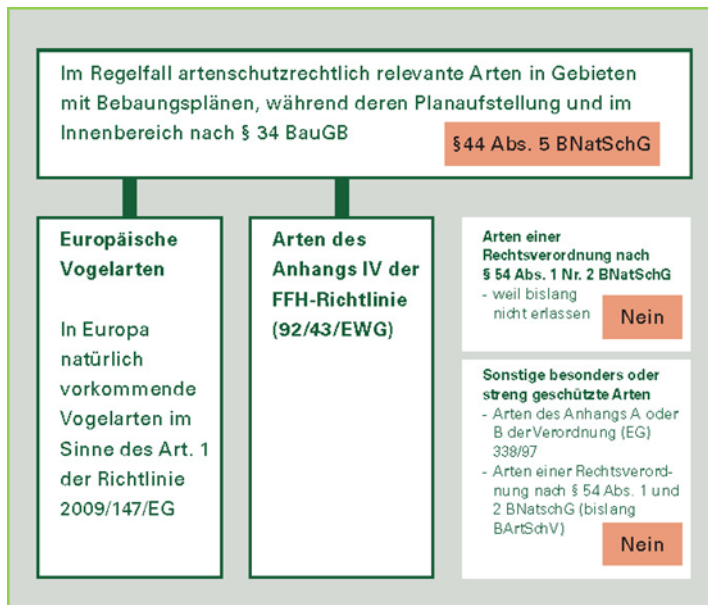 Im Regelfall artenschutzrechtlich relevante Arten in Gebieten
mit Bebaungsplänen, während deren Planaufstellung und im
Innenbereich nach § 34 BauGB
§44 Abs. 5 BNatSchG
Europäische
Vogelarten
In Europa
natürlich
vorkommende
Vogelarten im
Sinne des Art. 1
der Richtlinie
2009/147/EG
Arten des
Anhangs IV der
FFH-Richtlinie
(92/43/EWG)
Arten einer
Rechtsverordnung nach
§ 54 Abs. 1 Nr. 2 BNatSchG
- weil bislang
nicht erlassen
Nein
Sonstige besonders oder
streng geschützte Arten
- Arten des Anhangs A oder
B der Verordnung (EG)
338/97
- Arten einer Rechtsverord-
nung nach § 54 Abs. 1 und
2 BNatschG (bislang
BArtSchV)
Nein